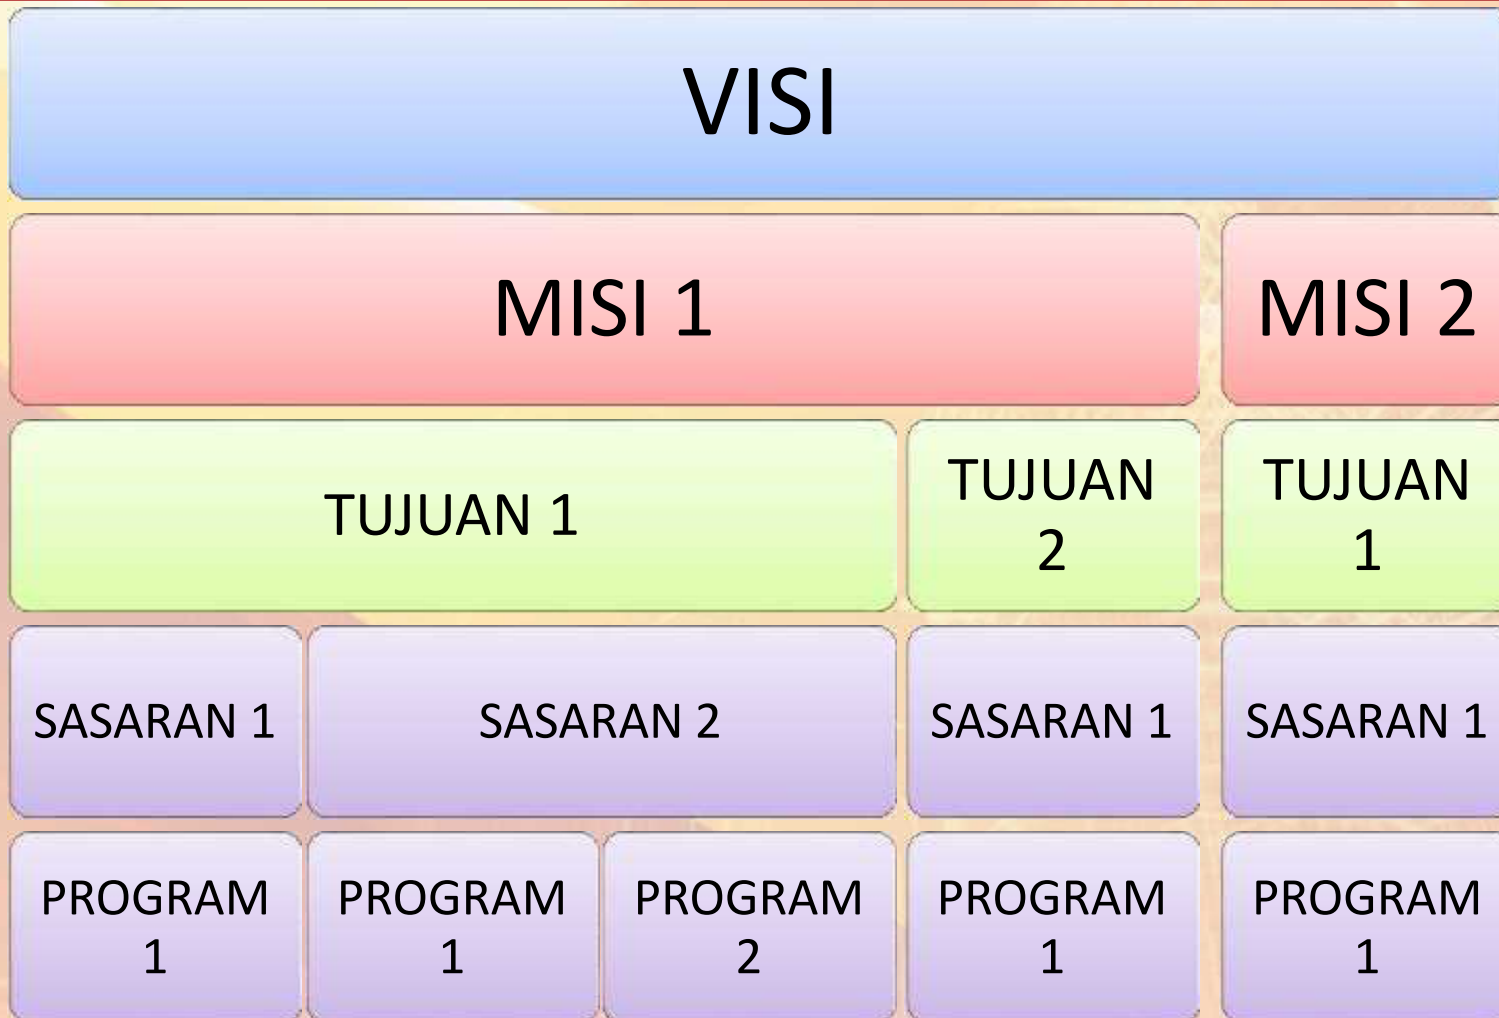 VISI
MISI 1
MISI 2
TUJUAN 1
TUJUAN
2
TUJUAN
1
SASARAN 1
SASARAN 2
SASARAN 1
SASARAN 1
PROGRAM
1
PROGRAM
1
PROGRAM
2
PROGRAM
1
PROGRAM
1